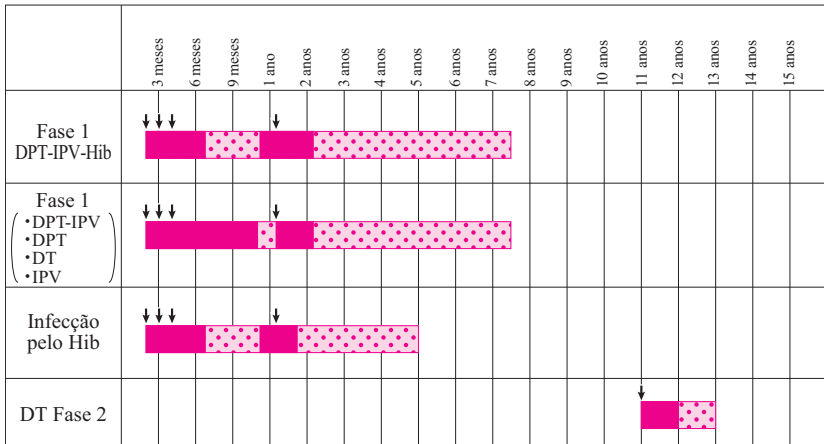 3 meses
6 meses
9 meses
1 ano
2 anos
3 anos
4 anos
5 anos
6 anos
7 anos
8 anos
9 anos
10 anos
11 anos
12 anos
13 anos
14 anos
15 anos
Fase 1
DPT-IPV-Hib
Fase 1
・DPT-IPV
・DPT
・DT
・IPV
Infecção
pelo Hib
DT Fase 2